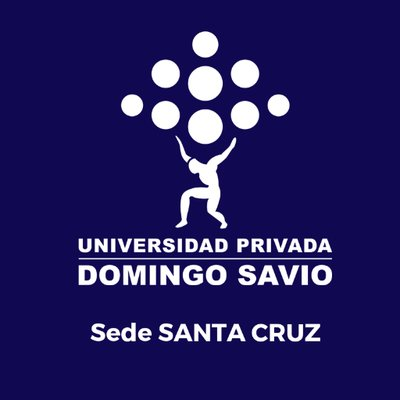 UNIVERSIDAD PRIVADA
DOMINGO SAVIO
Sede SANTA CRUZ